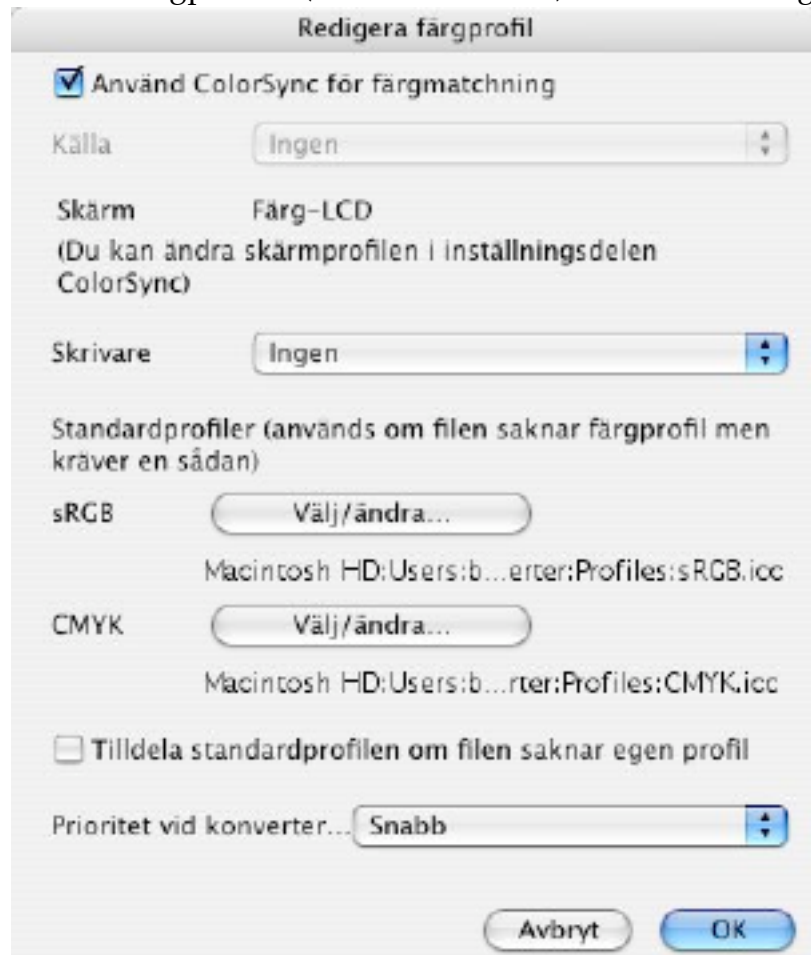 Redigera färgprofil
Använd ColorSync för färgmatchning
Källa Ingen
Skärm Färg-LCD
(Du kan ändra skärmprofilen i inställningsdelen
ColorSync)
Skrivare Ingen
Standardprofiler (används om filen saknar färgprofil men
kräver en sådan)
sRGB Välj/ändra...
Macintosh HD:Users:b...erter:Profiles:sRGB.icc
CMYK Välj/ändra...
Macintosh HD:Users:b...rter:Profiles:CMYK.icc
Tilldela standardprofilen om filen saknar egen profil
Prioritet vid konverter... Snabb
Avbryt OK